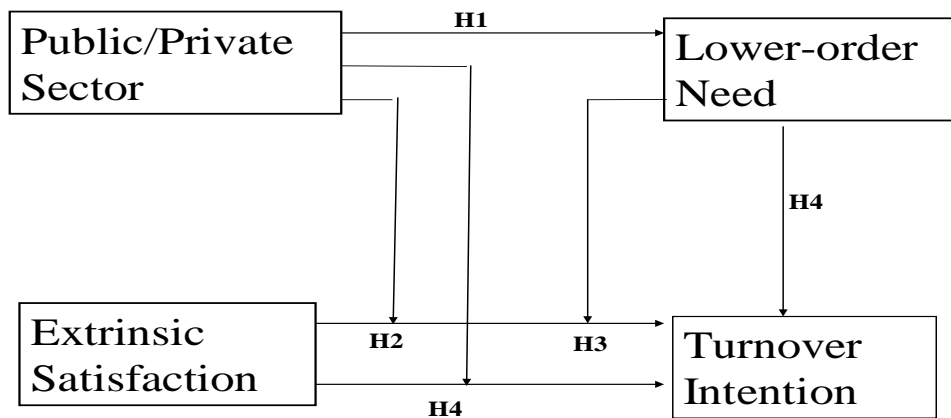 H1
Public/Private
Sector
Lower-order
Need
H4
Extrinsic
Satisfaction
H2
H3
Turnover
Intention
H4